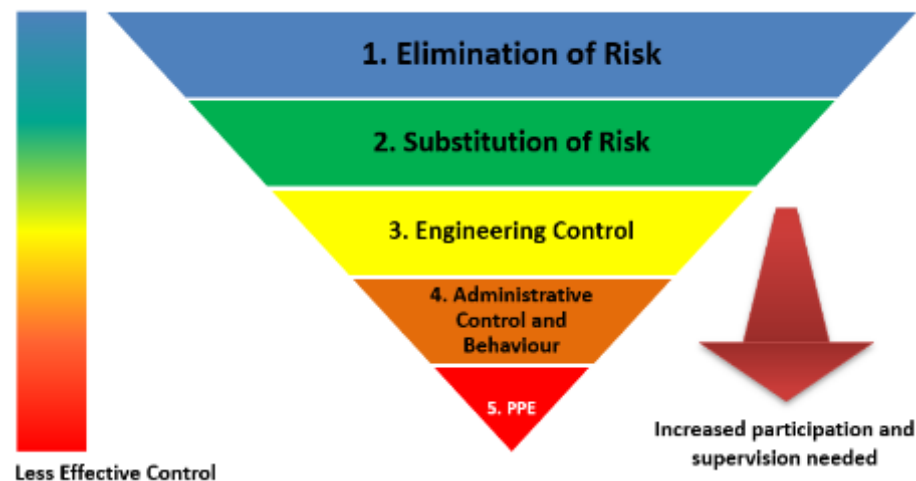 1. Elimination of Risk
2. Substitution of Risk
3. Engineering Control
4. Administrative
Control and
Behaviour
5. PPE
Increased participation and
supervision needed
Less Effective Control